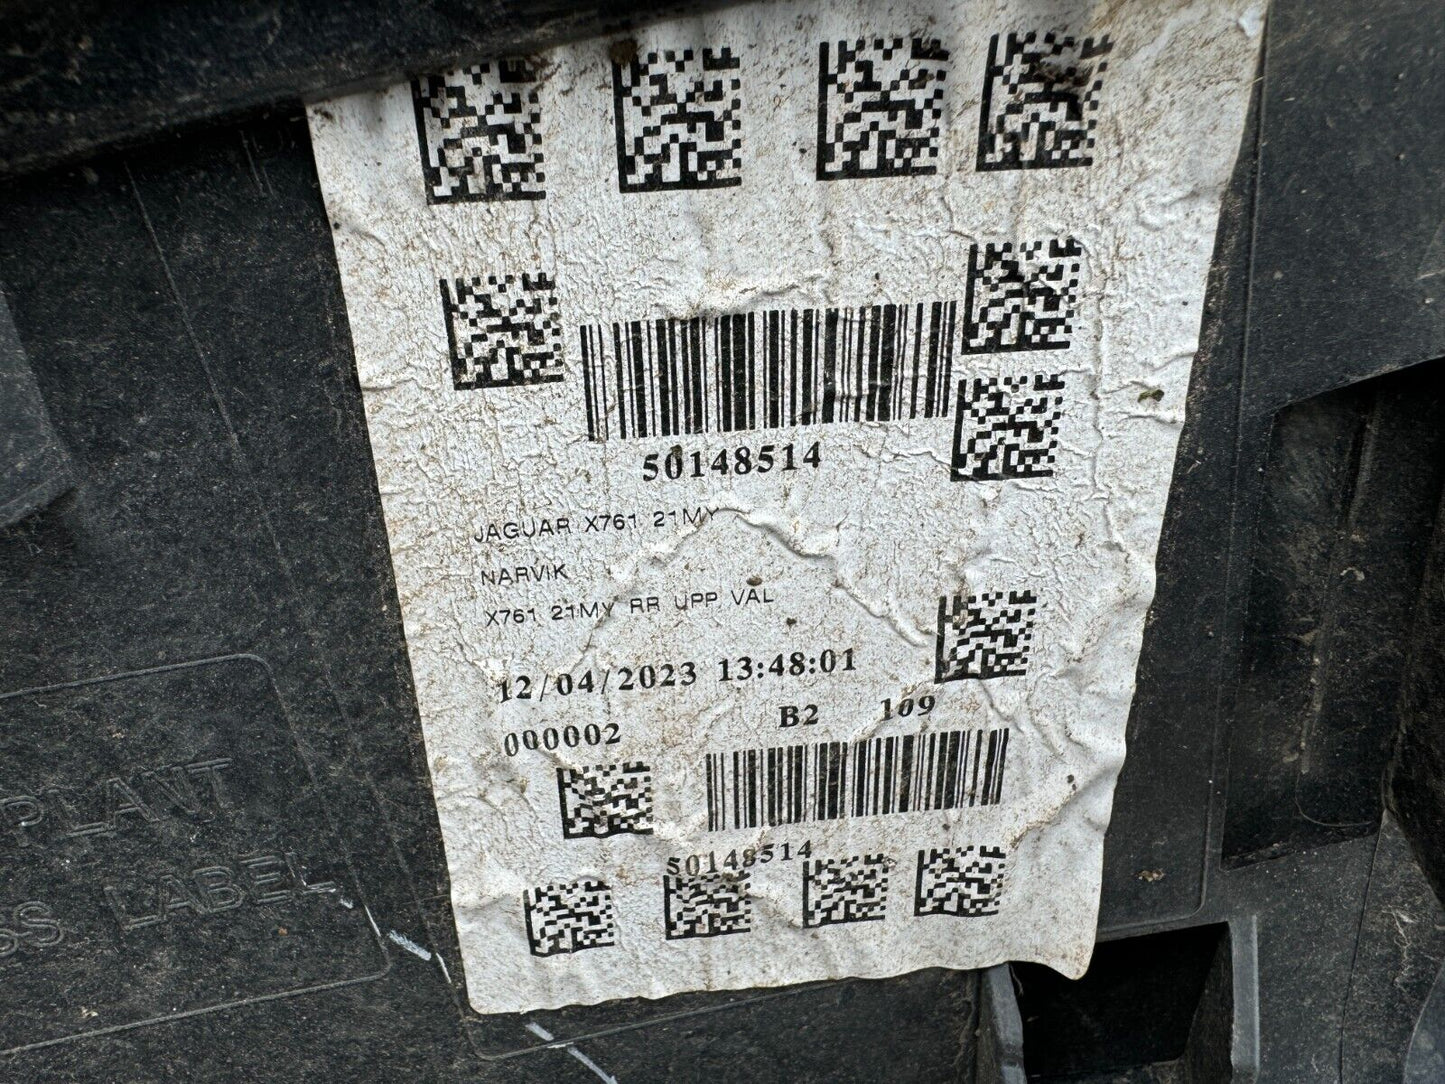 50148514
JAGUAR X761 21MY
NARVIK
X761 21MY RR UPP VAL
12/04/2023 13:48:01
000002 B2 109
50148514
PLANT
SS LABEL